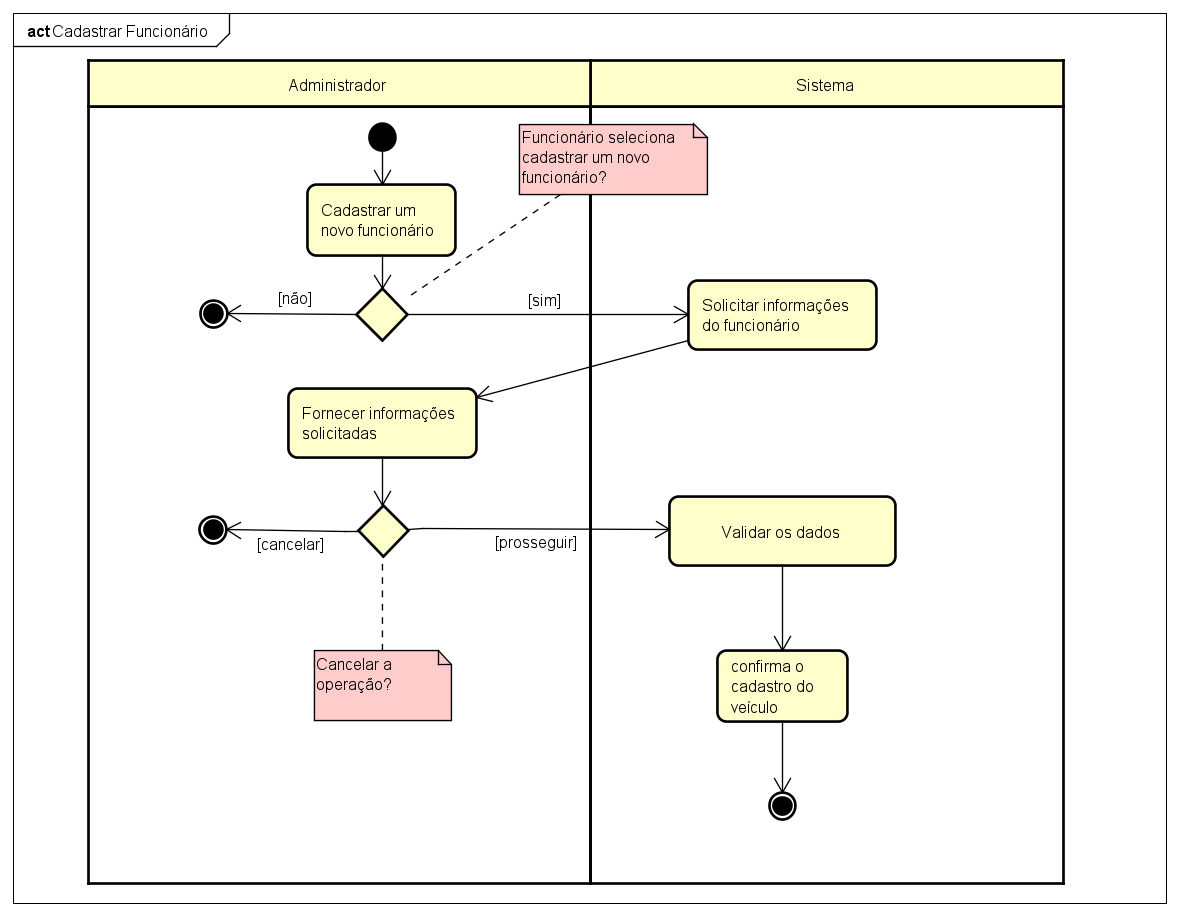 act Cadastrar Funcionário
Administrador
Sistema
Funcionário seleciona
cadastrar um novo
funcionário?
Cadastrar um
novo funcionário
[não]
[sim]
Solicitar informações
do funcionário
Fornecer informações
solicitadas
[cancelar]
[prosseguir]
Validar os dados
Cancelar a
operação?
confirma o
cadastro do
veículo